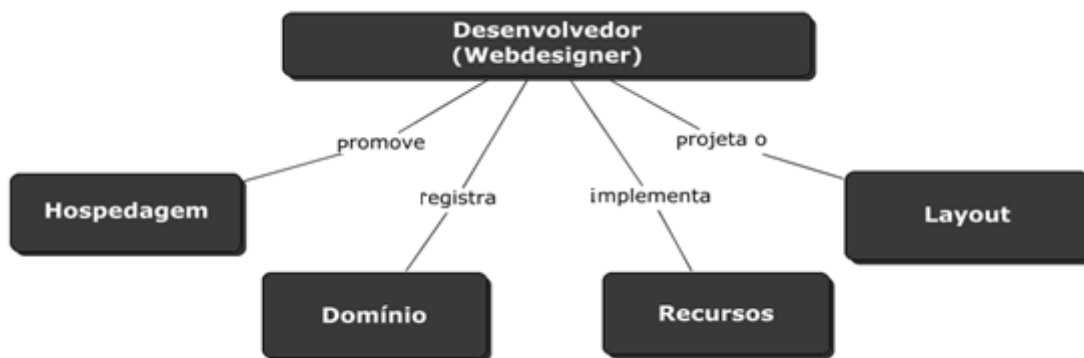 Desenvolvedor
(Webdesigner)
promove
projeta o
registra
implementa
Hospedagem
Layout
Domínio
Recursos